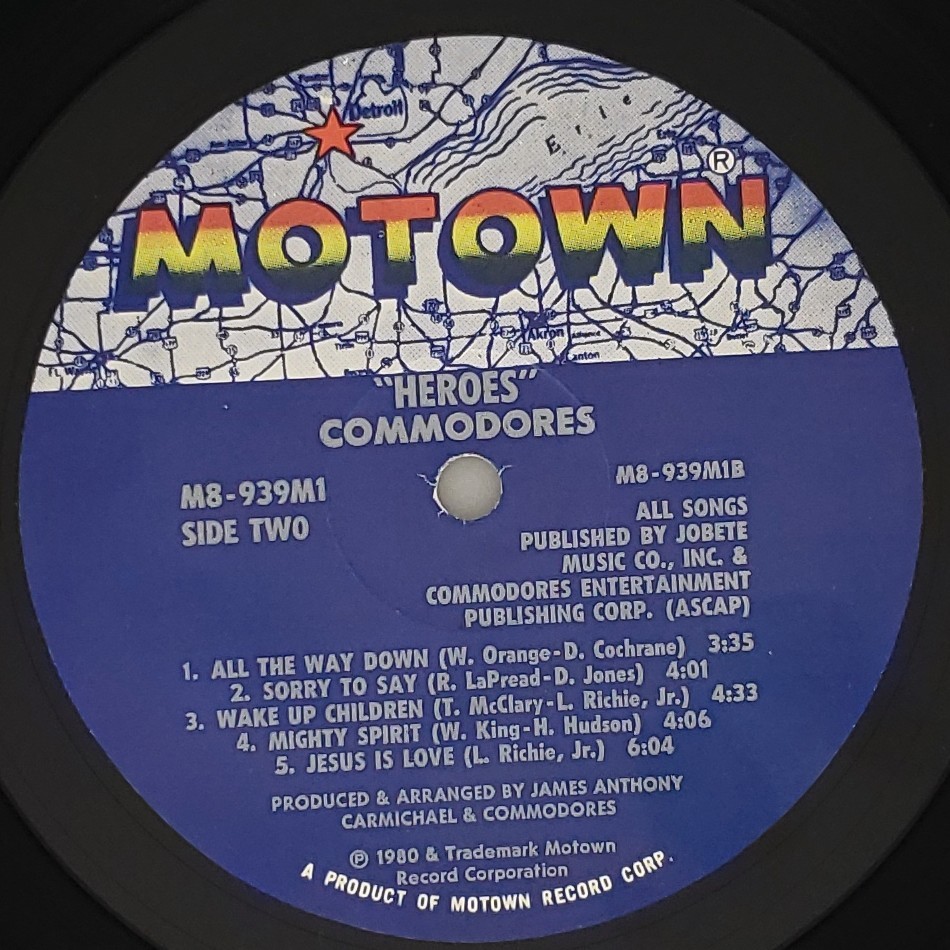 Detroit
Erie
Erie
MOTOWN®
Akron
Canton
"HEROES"
COMMODORES
M8-939M1
SIDE TWO
M8-939M1B
ALL SONGS
PUBLISHED BY JOBETE
MUSIC CO., INC. &
COMMODORES ENTERTAINMENT
PUBLISHING CORP. (ASCAP)
1. ALL THE WAY DOWN (W. Orange-D. Cochrane) 3:35
2. SORRY TO SAY (R. LaPread-D. Jones) 4:01
3. WAKE UP CHILDREN (T. McClary-L. Richie, Jr.) 4:33
4. MIGHTY SPIRIT (W. King-H. Hudson) 4:06
5. JESUS IS LOVE (L. Richie, Jr.) 6:04
PRODUCED & ARRANGED BY JAMES ANTHONY
CARMICHAEL & COMMODORES
℗ 1980 & Trademark Motown
Record Corporation
A PRODUCT OF MOTOWN RECORD CORP.